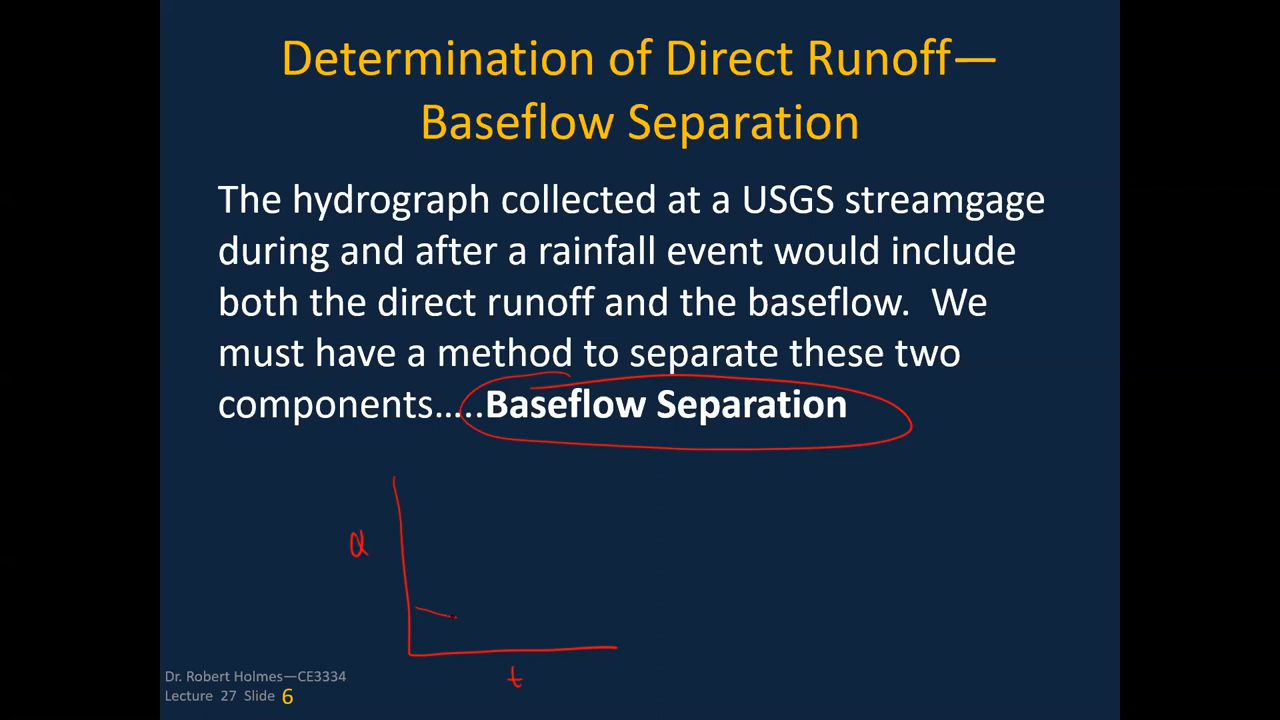 Determination of Direct Runoff—
Baseflow Separation
The hydrograph collected at a USGS streamgage
during and after a rainfall event would include
both the direct runoff and the baseflow.  We
must have a method to separate these two
components…..Baseflow Separation
Q
t
Dr. Robert Holmes—CE3334
Lecture 27 Slide 6